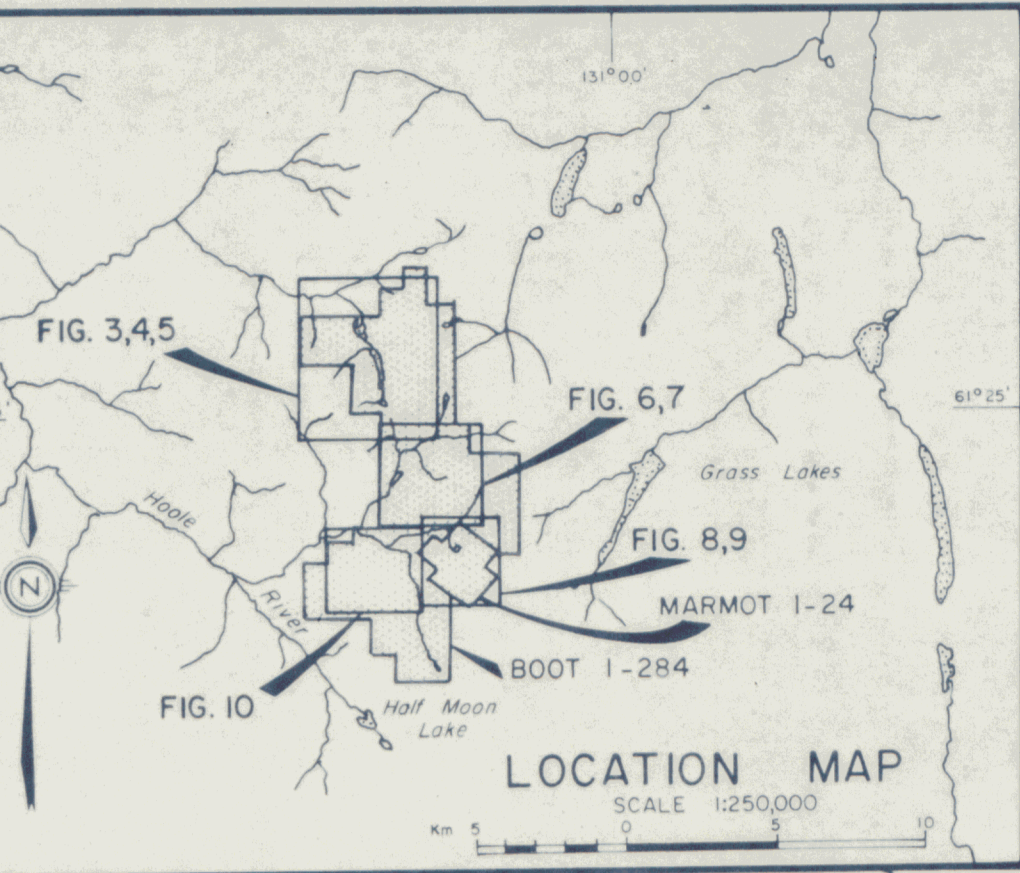 131°00'
FIG. 3,4,5
FIG. 6,7
61°25'
Grass Lakes
Hoole
River
FIG. 8,9
N
MARMOT 1-24
BOOT 1-284
FIG. 10
Half Moon
Lake
LOCATION MAP
SCALE 1:250,000
Km 5 0 5 10